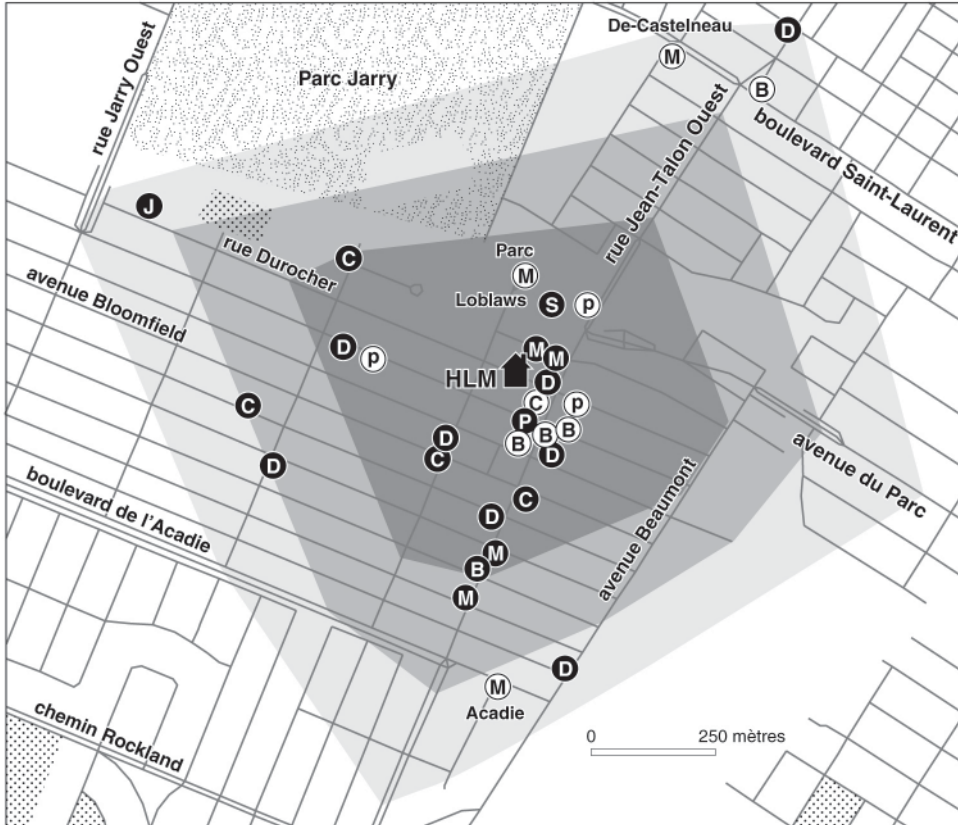 De-Castelneau
D
M
B
rue Jarry Ouest
Parc Jarry
rue Jean-Talon Ouest
boulevard Saint-Laurent
J
rue Durocher
C
Parc
M
Loblaws
S
p
avenue Bloomfield
D
p
M
M
HLM
D
C
C
p
P
B
B
B
D
C
D
D
avenue du Parc
boulevard de l'Acadie
C
D
avenue Beaumont
M
B
M
D
M
Acadie
chemin Rockland
0
250 mètres